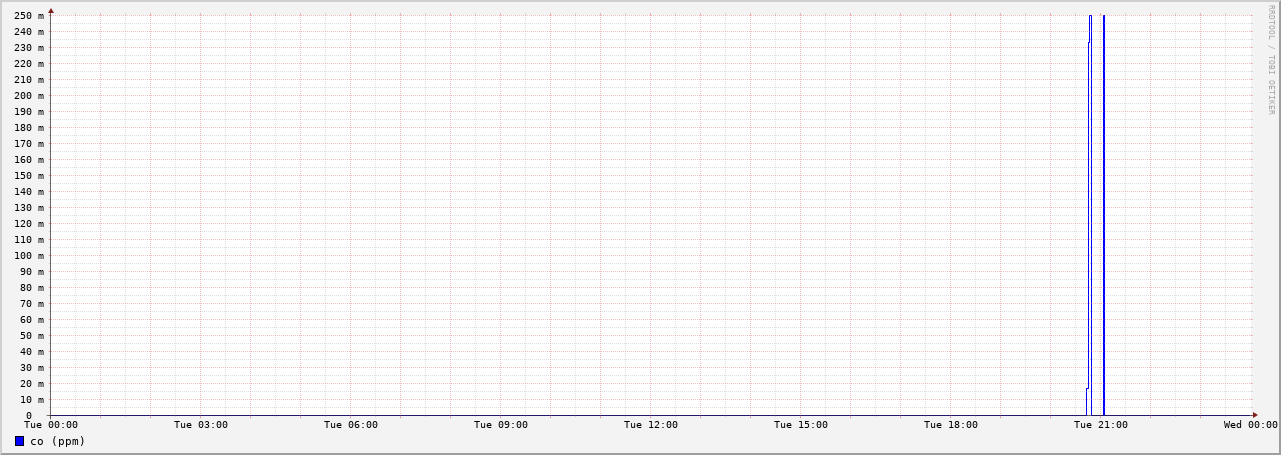 250 m
240 m
230 m
220 m
210 m
200 m
190 m
180 m
170 m
160 m
150 m
140 m
130 m
120 m
110 m
100 m
90 m
80 m
70 m
60 m
50 m
40 m
30 m
20 m
10 m
0
Tue 00:00 Tue 03:00 Tue 06:00 Tue 09:00 Tue 12:00 Tue 15:00 Tue 18:00 Tue 21:00 Wed 00:00
co (ppm)
RRDTOOL / TOBI OETIKER